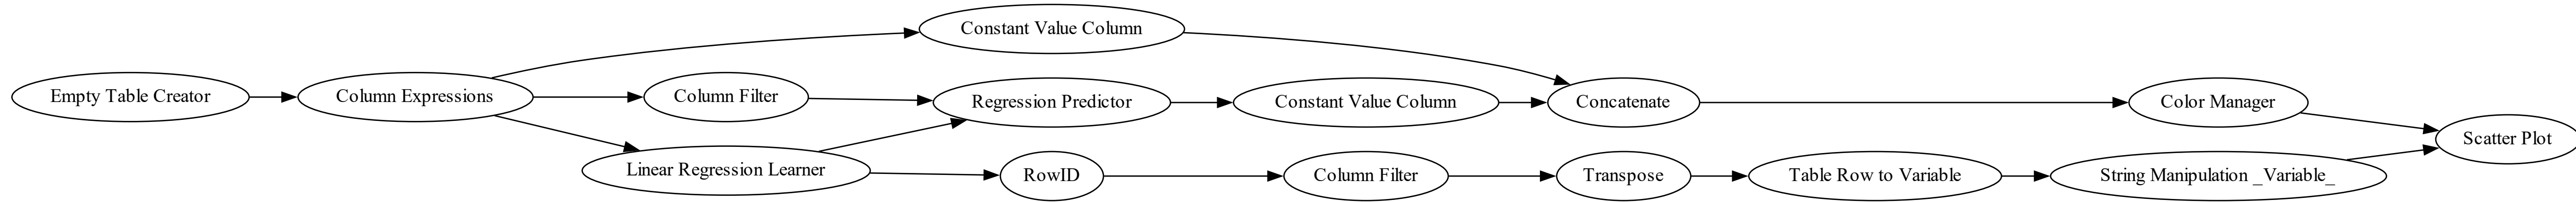 Constant Value Column
Empty Table Creator
Column Expressions
Column Filter
Regression Predictor
Constant Value Column
Concatenate
Color Manager
Scatter Plot
Linear Regression Learner
RowID
Column Filter
Transpose
Table Row to Variable
String Manipulation _Variable_